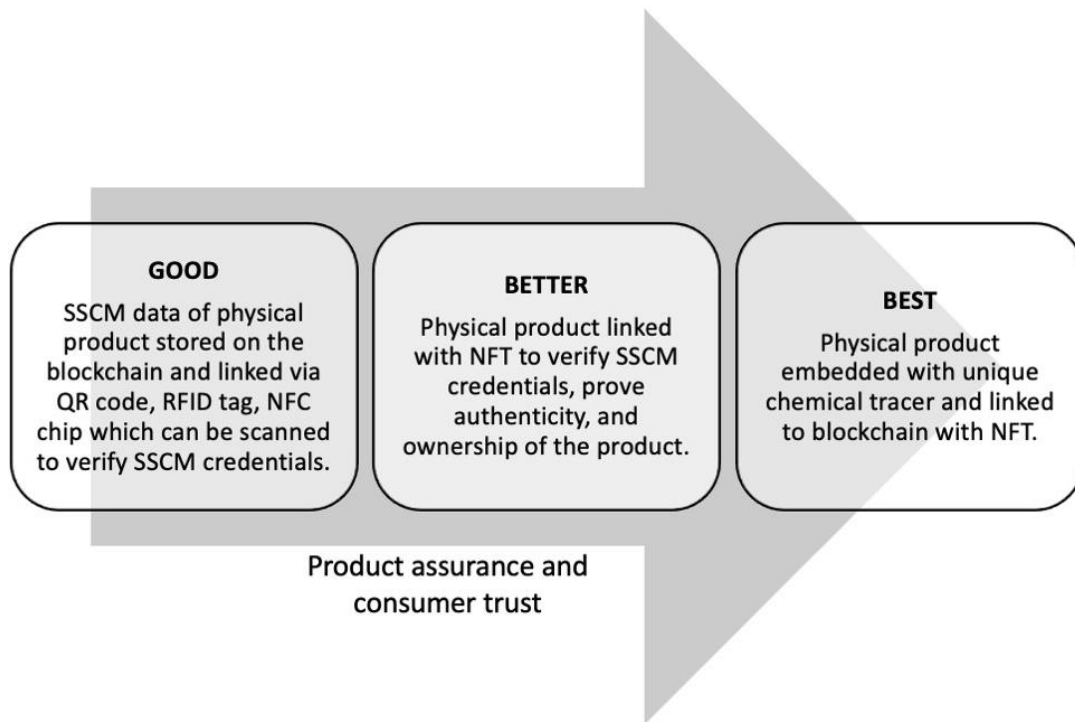 GOOD
SSCM data of physical
product stored on the
blockchain and linked via
QR code, RFID tag, NFC
chip which can be scanned
to verify SSCM credentials.
BETTER
Physical product linked
with NFT to verify SSCM
credentials, prove
authenticity, and
ownership of the product.
BEST
Physical product
embedded with unique
chemical tracer and linked
to blockchain with NFT.
Product assurance and
consumer trust